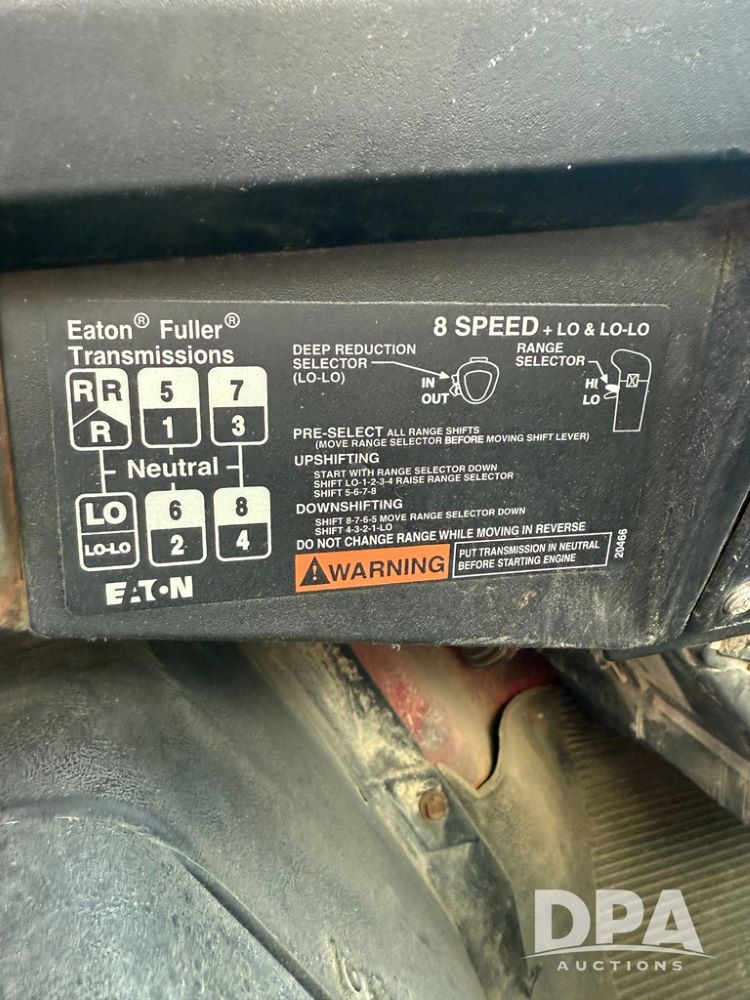 Eaton® Fuller®
Transmissions
8 SPEED + LO & LO-LO
R R
R
5
1
7
3
Neutral
LO
LO-LO
6
2
8
4
EATON
DEEP REDUCTION
SELECTOR
(LO-LO)
IN
OUT
RANGE
SELECTOR
HI
LO
PRE-SELECT ALL RANGE SHIFTS
(MOVE RANGE SELECTOR BEFORE MOVING SHIFT LEVER)
UPSHIFTING
START WITH RANGE SELECTOR DOWN
SHIFT LO-1-2-3-4 RAISE RANGE SELECTOR
SHIFT 5-6-7-8
DOWNSHIFTING
SHIFT 8-7-6-5 MOVE RANGE SELECTOR DOWN
SHIFT 4-3-2-1-LO
DO NOT CHANGE RANGE WHILE MOVING IN REVERSE
WARNING
PUT TRANSMISSION IN NEUTRAL
BEFORE STARTING ENGINE
20466
DPA
AUCTIONS